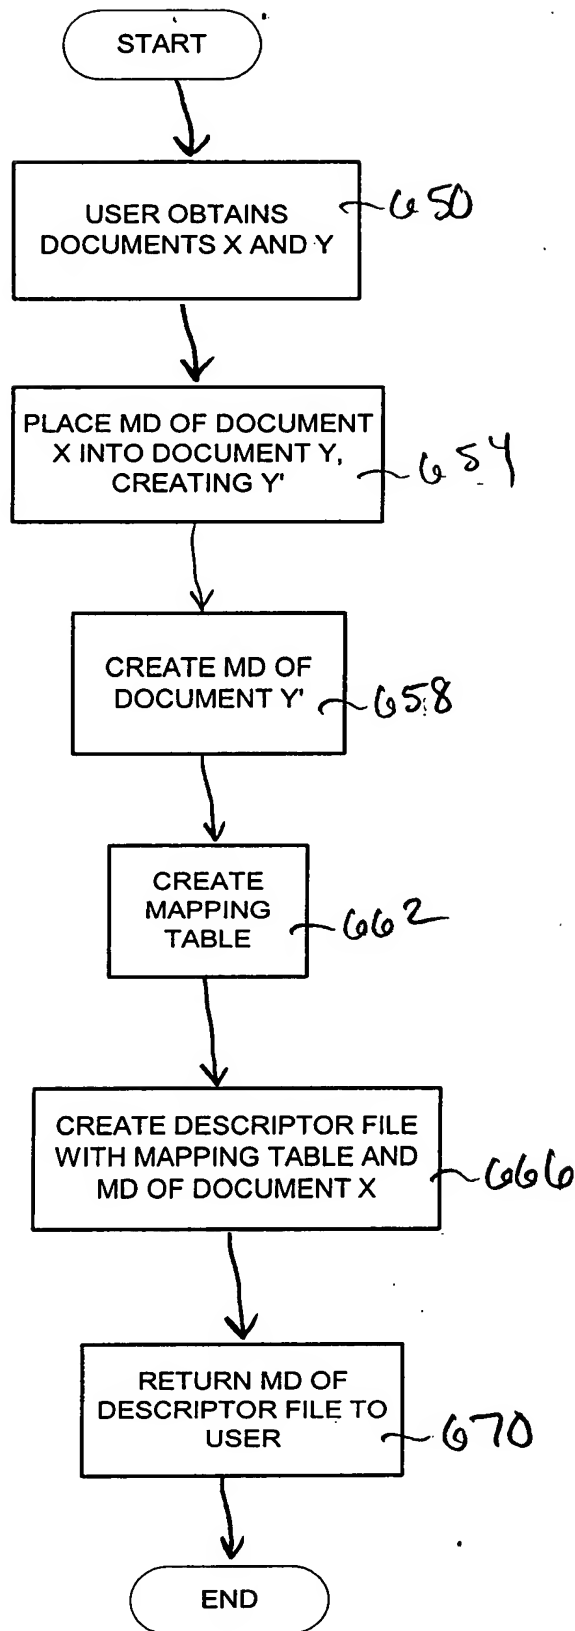 START
USER OBTAINS
DOCUMENTS X AND Y
650
PLACE MD OF DOCUMENT
X INTO DOCUMENT Y,
CREATING Y'
654
CREATE MD OF
DOCUMENT Y'
658
CREATE
MAPPING
TABLE
662
CREATE DESCRIPTOR FILE
WITH MAPPING TABLE AND
MD OF DOCUMENT X
666
RETURN MD OF
DESCRIPTOR FILE TO
USER
670
END